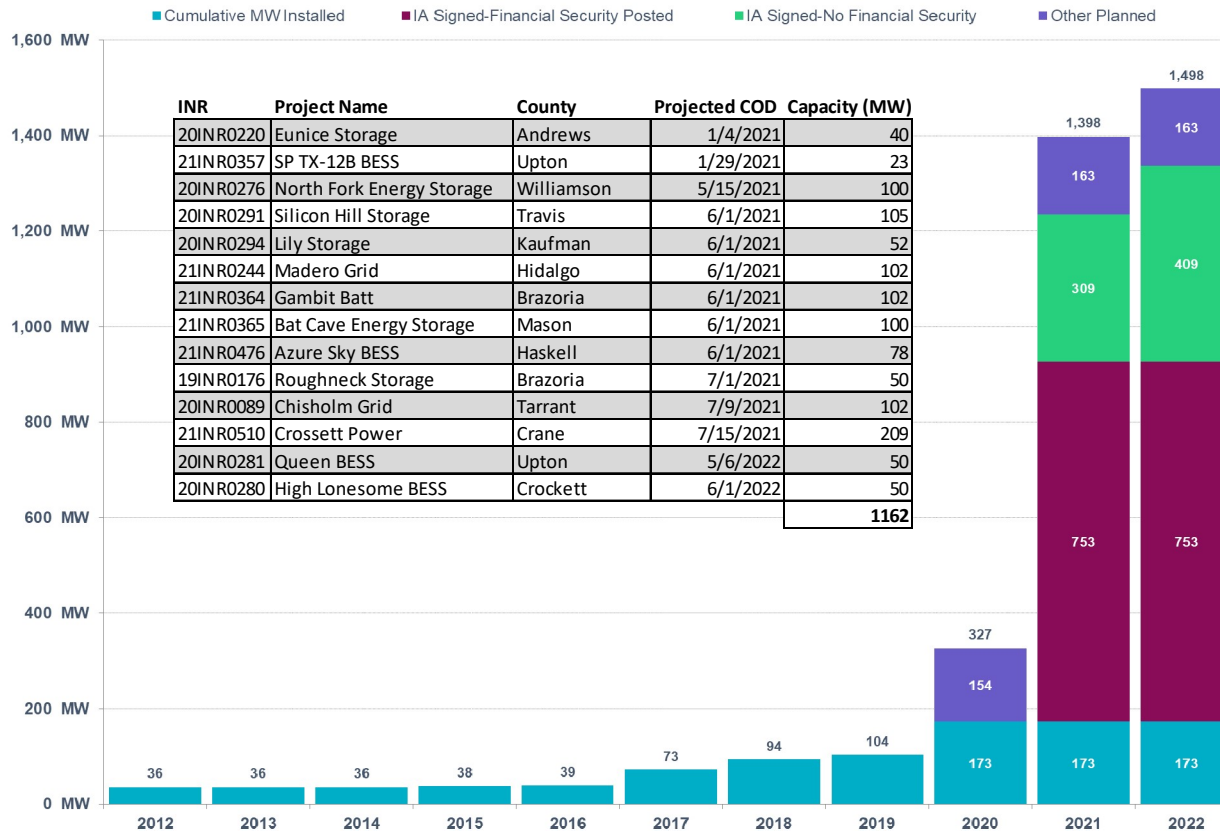 Cumulative MW Installed IA Signed-Financial Security Posted IA Signed-No Financial Security Other Planned
1,600 MW
1,400 MW
1,200 MW
1,000 MW
800 MW
600 MW
400 MW
200 MW
0 MW
INR Project Name County Projected COD Capacity (MW)
20INR0220 Eunice Storage Andrews 1/4/2021 40
21INR0357 SP TX-12B BESS Upton 1/29/2021 23
20INR0276 North Fork Energy Storage Williamson 5/15/2021 100
20INR0291 Silicon Hill Storage Travis 6/1/2021 105
20INR0294 Lily Storage Kaufman 6/1/2021 52
21INR0244 Madero Grid Hidalgo 6/1/2021 102
21INR0364 Gambit Batt Brazoria 6/1/2021 102
21INR0365 Bat Cave Energy Storage Mason 6/1/2021 100
21INR0476 Azure Sky BESS Haskell 6/1/2021 78
19INR0176 Roughneck Storage Brazoria 7/1/2021 50
20INR0089 Chisholm Grid Tarrant 7/9/2021 102
21INR0510 Crossett Power Crane 7/15/2021 209
20INR0281 Queen BESS Upton 5/6/2022 50
20INR0280 High Lonesome BESS Crockett 6/1/2022 50
1162
36
36
36
38
39
73
94
104
327
154
173
1,398
163
309
753
173
1,498
163
409
753
173
2012 2013 2014 2015 2016 2017 2018 2019 2020 2021 2022